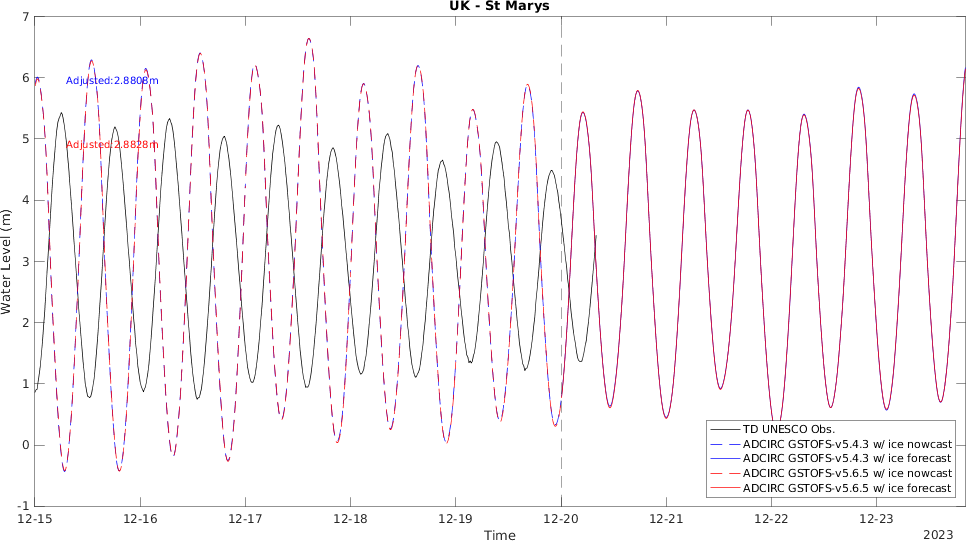 UK - St Marys
7
6
5
4
3
2
1
0
-1
Water Level (m)
Adjusted:2.8808m
Adjusted:2.8828m
TD UNESCO Obs.
ADCIRC GSTOFS-v5.4.3 w/ ice nowcast
ADCIRC GSTOFS-v5.4.3 w/ ice forecast
ADCIRC GSTOFS-v5.6.5 w/ ice nowcast
ADCIRC GSTOFS-v5.6.5 w/ ice forecast
12-15 12-16 12-17 12-18 12-19 12-20 12-21 12-22 12-23
Time
2023